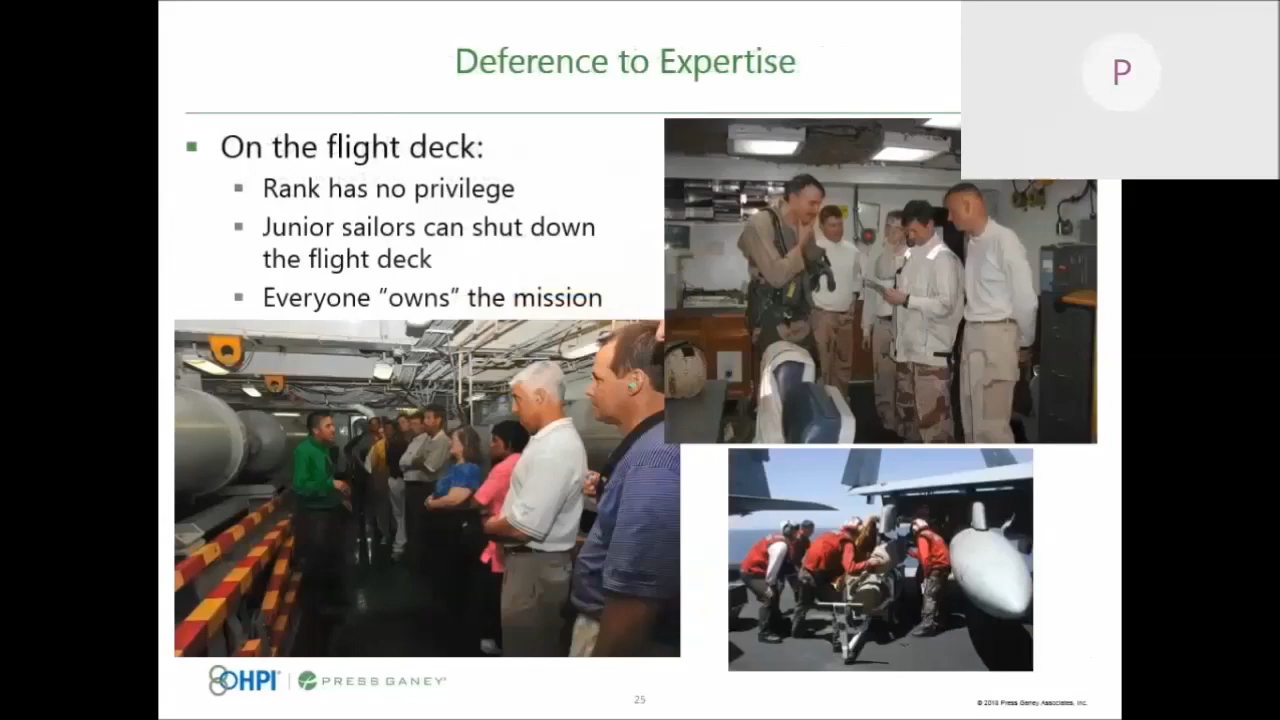 Deference to Expertise
P
On the flight deck:
Rank has no privilege
Junior sailors can shut down
the flight deck
Everyone “owns” the mission
HPI
PRESS GANEY
25
© 2018 Press Ganey Associates, Inc.